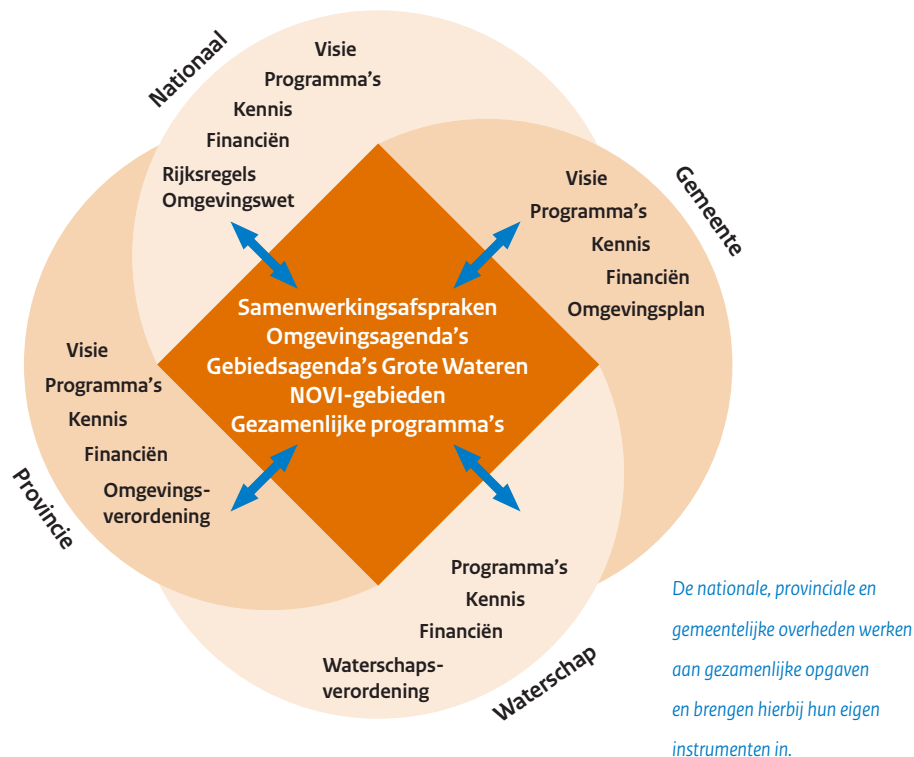 Nationaal
Visie
Programma's
Kennis
Financiën
Rijksregels
Omgevingswet
Gemeente
Visie
Programma's
Kennis
Financiën
Omgevingsplan
Samenwerkingsafspraken
Omgevingsagenda's
Gebiedsagenda's Grote Wateren
NOVI-gebieden
Gezamenlijke programma's
Provincie
Visie
Programma's
Kennis
Financiën
Omgevings-
verordening
Waterschap
Programma's
Kennis
Financiën
Waterschaps-
verordening
De nationale, provinciale en
gemeentelijke overheden werken
aan gezamenlijke opgaven
en brengen hierbij hun eigen
instrumenten in.